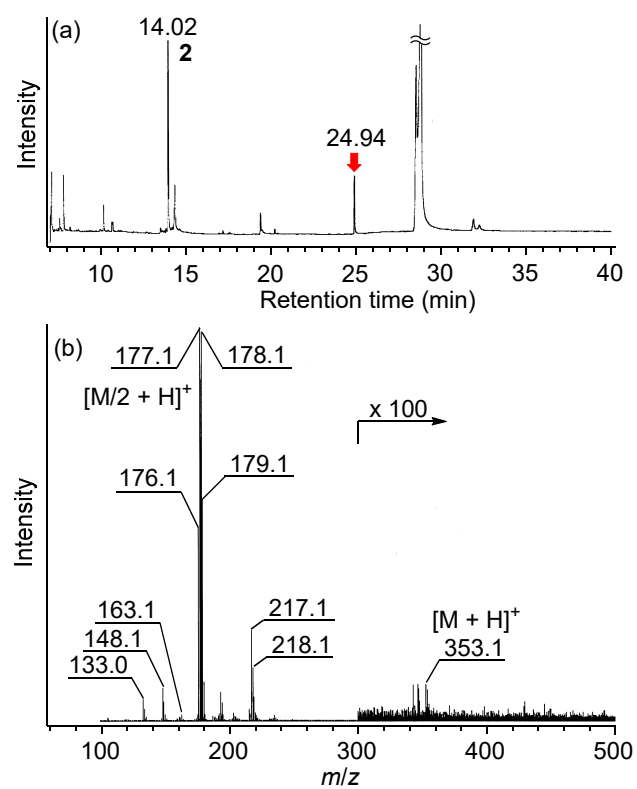 (a)
14.02
2
24.94
Intensity
10 15 20 25 30 35 40
Retention time (min)
(b)
177.1 178.1
[M/2 + H]+
x 100
176.1 179.1
Intensity
163.1 217.1
148.1 218.1
133.0
[M + H]+
353.1
100 200 300 400 500
m/z